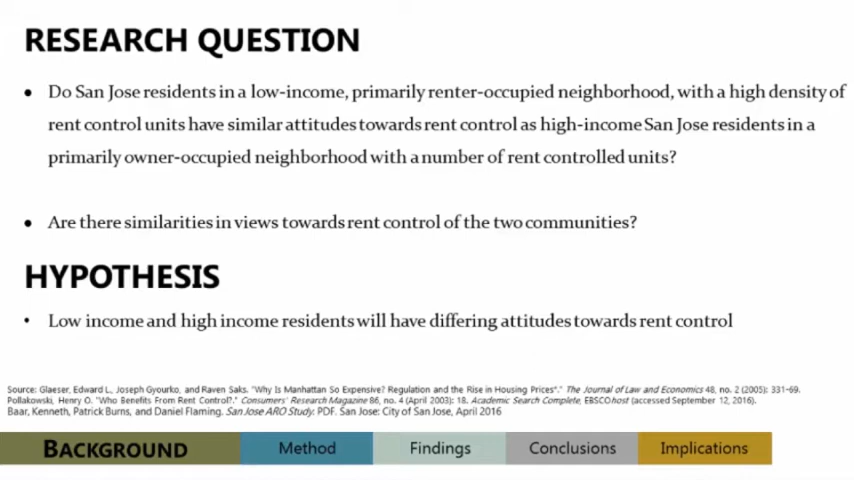 RESEARCH QUESTION
• Do San Jose residents in a low-income, primarily renter-occupied neighborhood, with a high density of
rent control units have similar attitudes towards rent control as high-income San Jose residents in a
primarily owner-occupied neighborhood with a number of rent controlled units?
• Are there similarities in views towards rent control of the two communities?
HYPOTHESIS
• Low income and high income residents will have differing attitudes towards rent control
Source: Glaeser, Edward L., Joseph Gyourko, and Raven Saks. "Why Is Manhattan So Expensive? Regulation and the Rise in Housing Prices*." The Journal of Law and Economics 48, no. 2 (2005): 331-69.
Pollakowski, Henry O. "Who Benefits From Rent Control?." Consumers' Research Magazine 86, no. 4 (April 2003): 18. Academic Search Complete, EBSCOhost (accessed September 12, 2016).
Baar, Kenneth, Patrick Burns, and Daniel Flaming. San Jose ARO Study. PDF. San Jose: City of San Jose, April 2016
BACKGROUND Method Findings Conclusions Implications